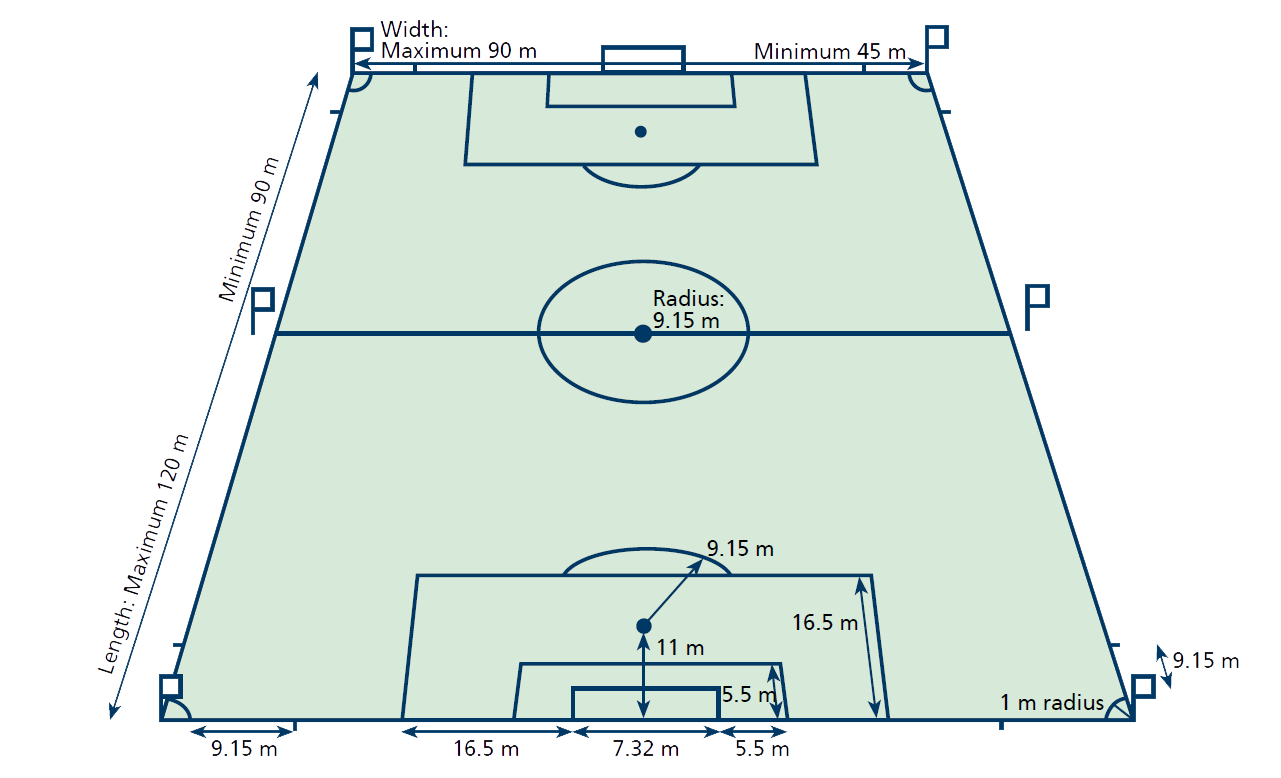 Width:
Maximum 90 m
Minimum 45 m
Minimum 90 m
Length: Maximum 120 m
Radius:
9.15 m
9.15 m
16.5 m
11 m
5.5 m
9.15 m
1 m radius
9.15 m
16.5 m
7.32 m
5.5 m